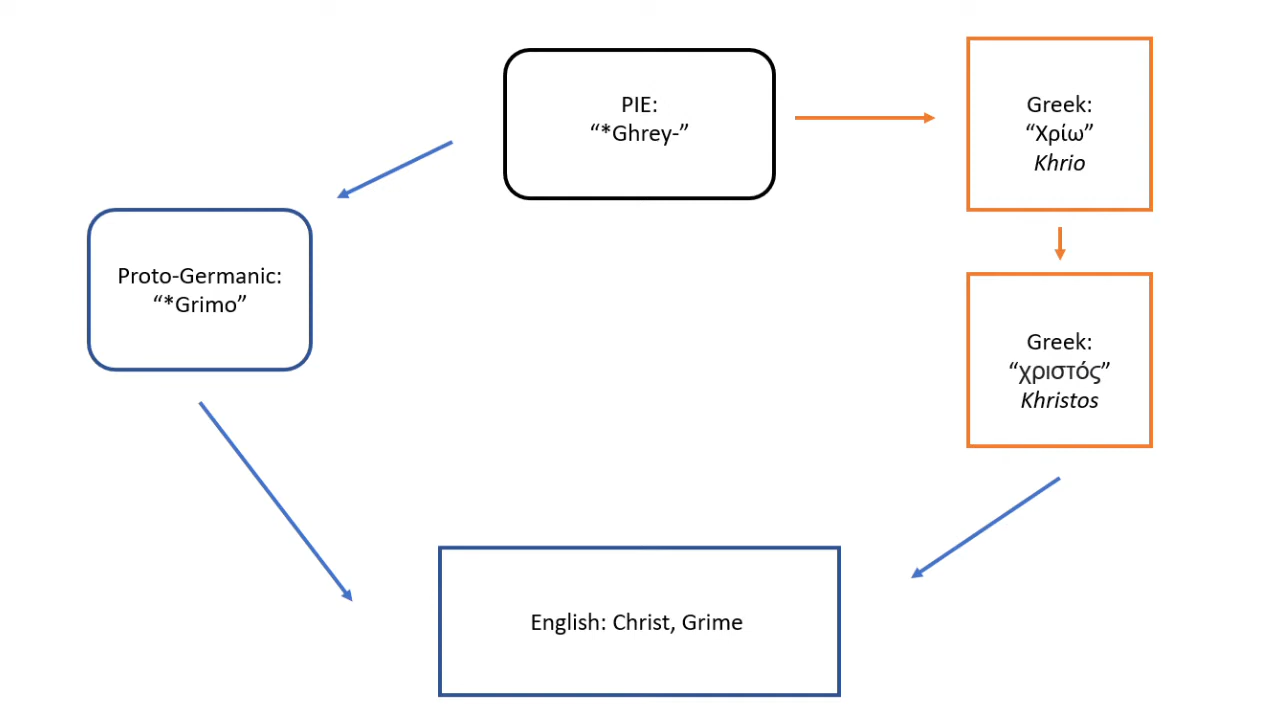 PIE:
“*Ghrey-”
Greek:
“Χρίω”
Khrio
Proto-Germanic:
“*Grimo”
Greek:
“χριστός”
Khristos
English: Christ, Grime